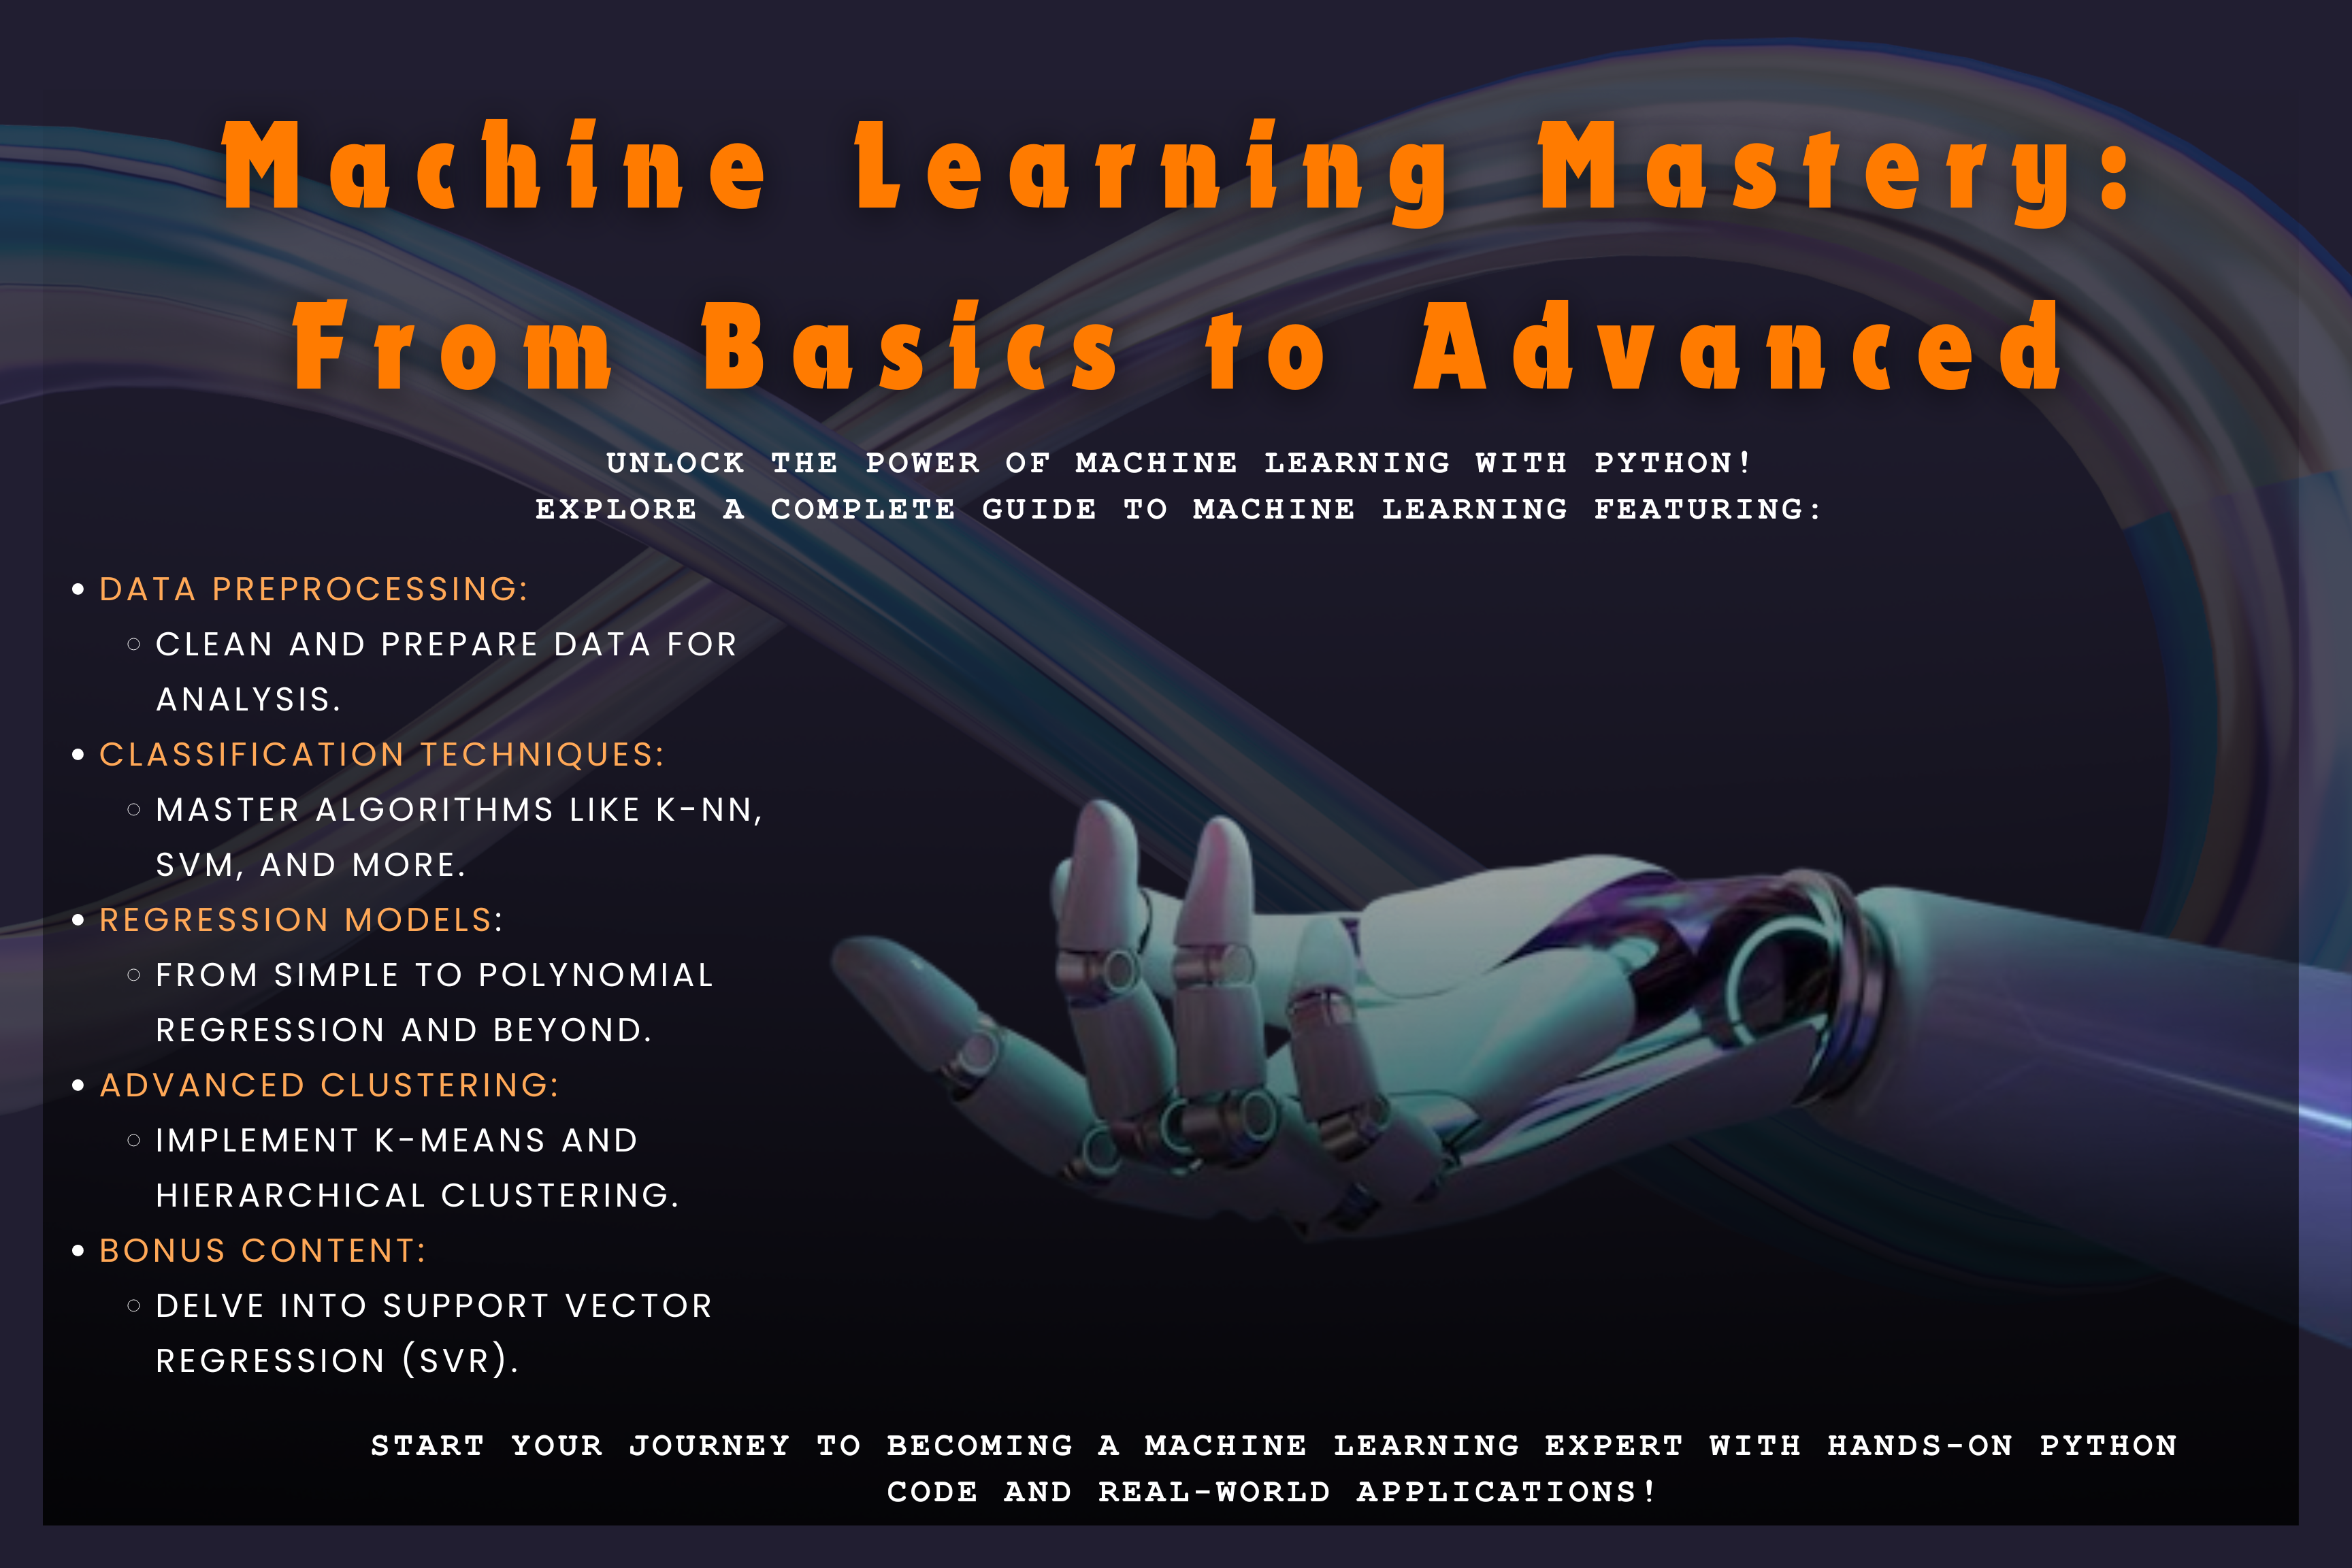 Machine Learning Mastery:
From Basics to Advanced
UNLOCK THE POWER OF MACHINE LEARNING WITH PYTHON!
EXPLORE A COMPLETE GUIDE TO MACHINE LEARNING FEATURING:
• DATA PREPROCESSING:
○ CLEAN AND PREPARE DATA FOR
ANALYSIS.
• CLASSIFICATION TECHNIQUES:
○ MASTER ALGORITHMS LIKE K-NN,
SVM, AND MORE.
• REGRESSION MODELS:
○ FROM SIMPLE TO POLYNOMIAL
REGRESSION AND BEYOND.
• ADVANCED CLUSTERING:
○ IMPLEMENT K-MEANS AND
HIERARCHICAL CLUSTERING.
• BONUS CONTENT:
○ DELVE INTO SUPPORT VECTOR
REGRESSION (SVR).
START YOUR JOURNEY TO BECOMING A MACHINE LEARNING EXPERT WITH HANDS-ON PYTHON
CODE AND REAL-WORLD APPLICATIONS!